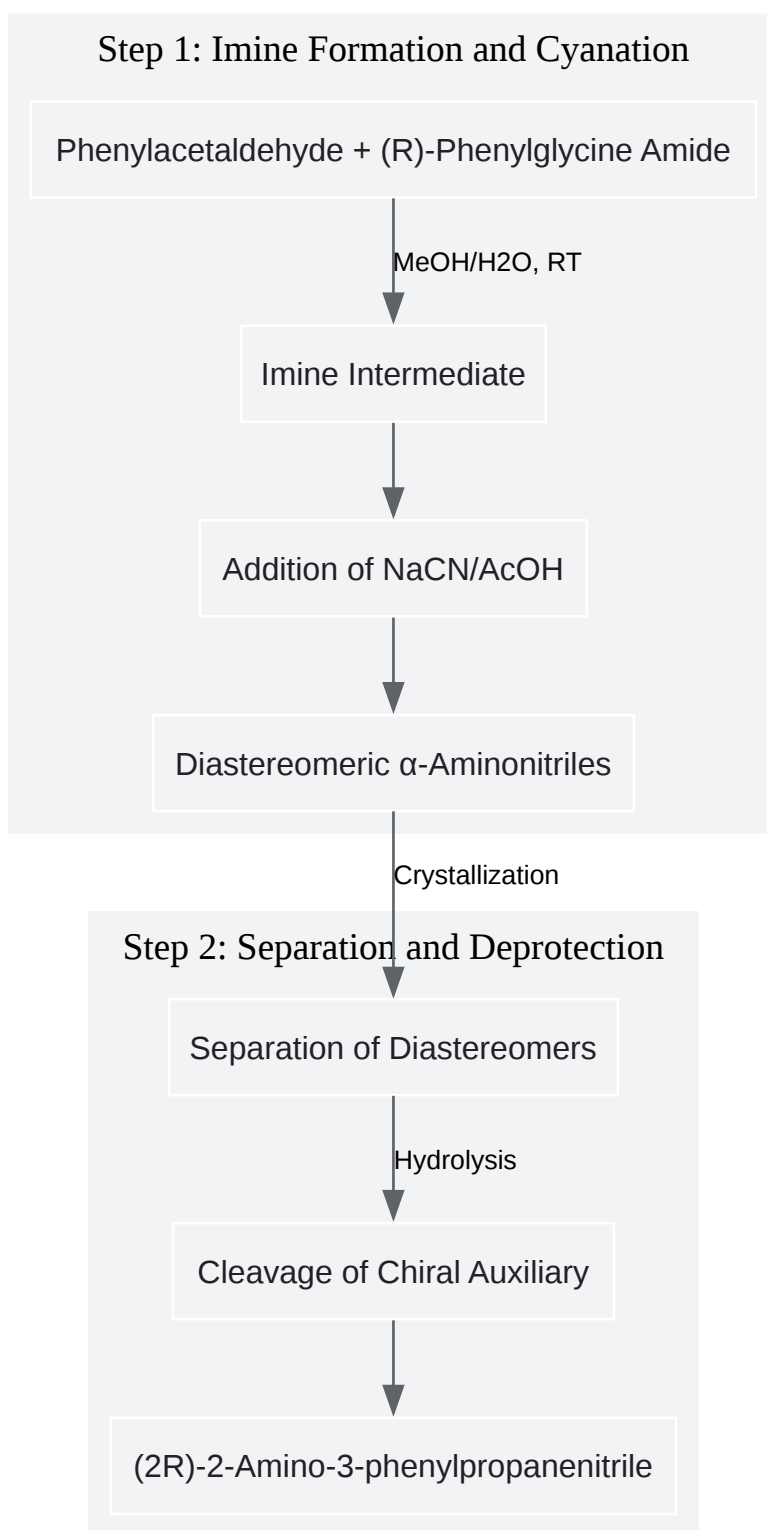 Step 1: Imine Formation and Cyanation
Phenylacetaldehyde + (R)-Phenylglycine Amide
MeOH/H2O, RT
Imine Intermediate
Addition of NaCN/AcOH
Diastereomeric α-Aminonitriles
Crystallization
Step 2: Separation and Deprotection
Separation of Diastereomers
Hydrolysis
Cleavage of Chiral Auxiliary
(2R)-2-Amino-3-phenylpropanenitrile